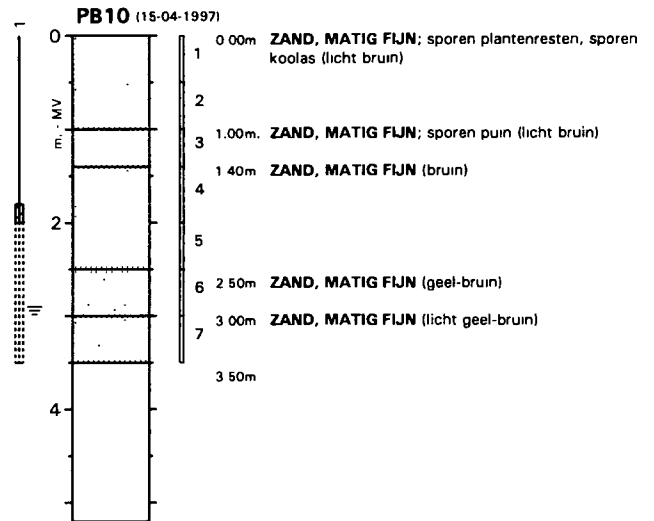 PB10 (15-04-1997)
1
0
m. - MV
2
4
1
2
3
4
5
6
7
0 00m ZAND, MATIG FIJN; sporen plantenresten, sporen
koolas (licht bruin)
1.00m. ZAND, MATIG FIJN; sporen puin (licht bruin)
1 40m ZAND, MATIG FIJN (bruin)
2 50m ZAND, MATIG FIJN (geel-bruin)
3 00m ZAND, MATIG FIJN (licht geel-bruin)
3 50m